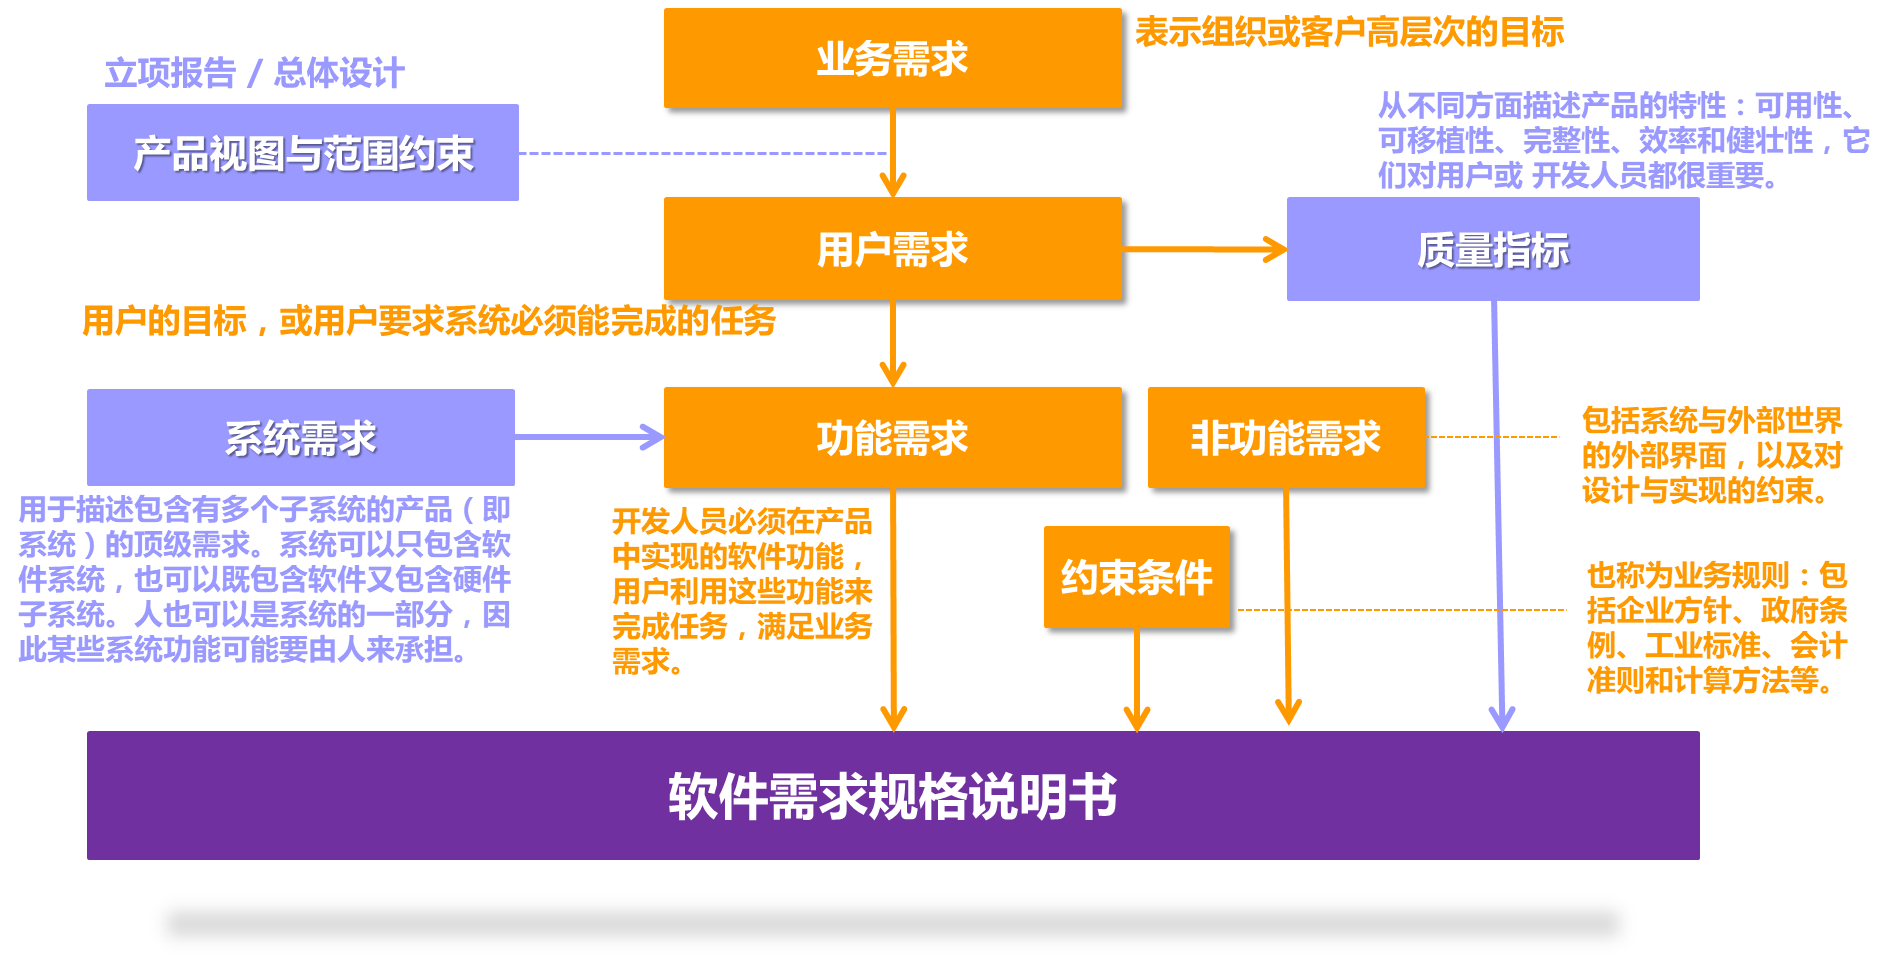 业务需求
表示组织或客户高层次的目标
立项报告 / 总体设计
产品视图与范围约束
从不同方面描述产品的特性：可用性、
可移植性、完整性、效率和健壮性，它
们对用户或 开发人员都很重要。
用户需求
质量指标
用户的目标，或用户要求系统必须能完成的任务
系统需求
功能需求
非功能需求
包括系统与外部世界
的外部界面，以及对
设计与实现的约束。
用于描述包含有多个子系统的产品（即
系统）的顶级需求。系统可以只包含软
件系统，也可以既包含软件又包含硬件
子系统。人也可以是系统的一部分，因
此某些系统功能可能要由人来承担。
开发人员必须在产品
中实现的软件功能，
用户利用这些功能来
完成任务，满足业务
需求。
约束条件
也称为业务规则：包
括企业方针、政府条
例、工业标准、会计
准则和计算方法等。
软件需求规格说明书